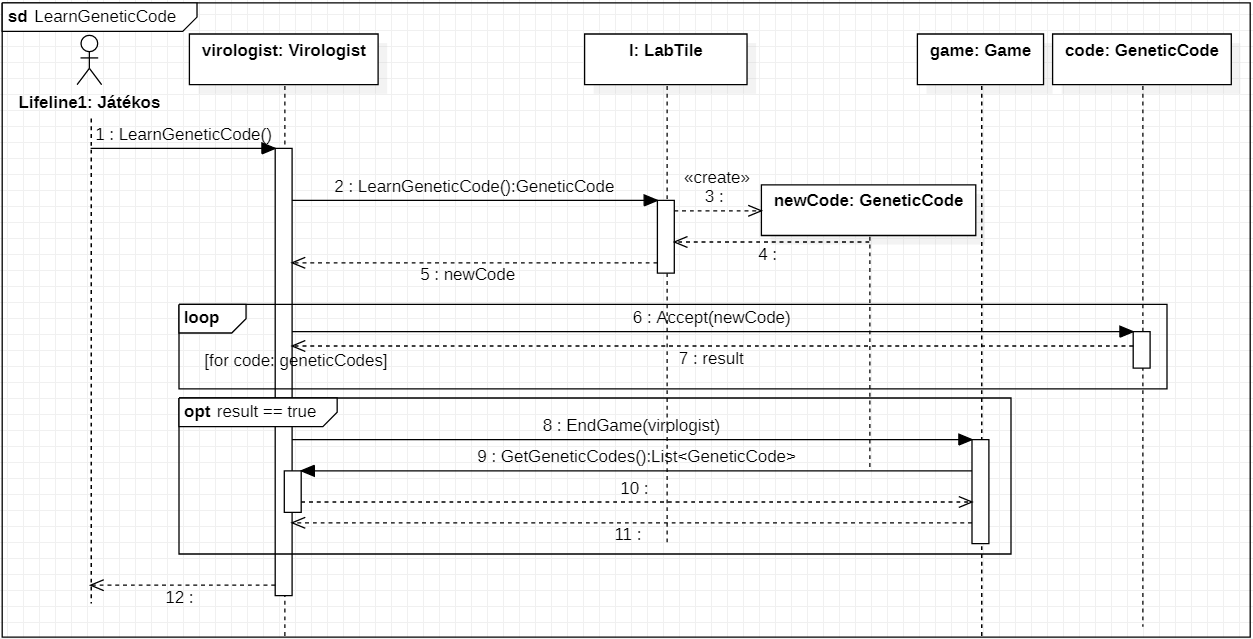 sd LearnGeneticCode
virologist: Virologist
l: LabTile
game: Game
code: GeneticCode
Lifeline1: Játékos
1 : LearnGeneticCode()
2 : LearnGeneticCode():GeneticCode
«create»
3 :
newCode: GeneticCode
4 :
5 : newCode
loop
6 : Accept(newCode)
[for code: geneticCodes]
7 : result
opt result == true
8 : EndGame(virologist)
9 : GetGeneticCodes():List<GeneticCode>
10 :
11 :
12 :